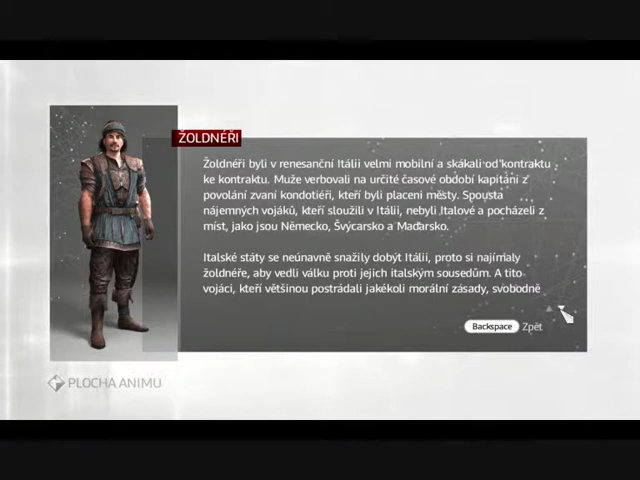 ŽOLDNÉŘI
Žoldnéři byli v renesanční Itálii velmi mobilní a skákali od kontraktu
ke kontraktu. Muže verbovali na určité časové období kapitáni z
povolání zvaní kondotiéři, kteří byli placeni městy. Spousta
nájemných vojáků, kteří sloužili v Itálii, nebyli Italové a pocházeli z
míst, jako jsou Německo, Švýcarsko a Maďarsko.
Italské státy se neúnavně snažily dobýt Itálii, proto si najímaly
žoldnéře, aby vedli válku proti jejich italským sousedům. A tito
vojáci, kteří většinou postrádali jakékoli morální zásady, svobodně
Backspace Zpět
PLOCHA ANIMU